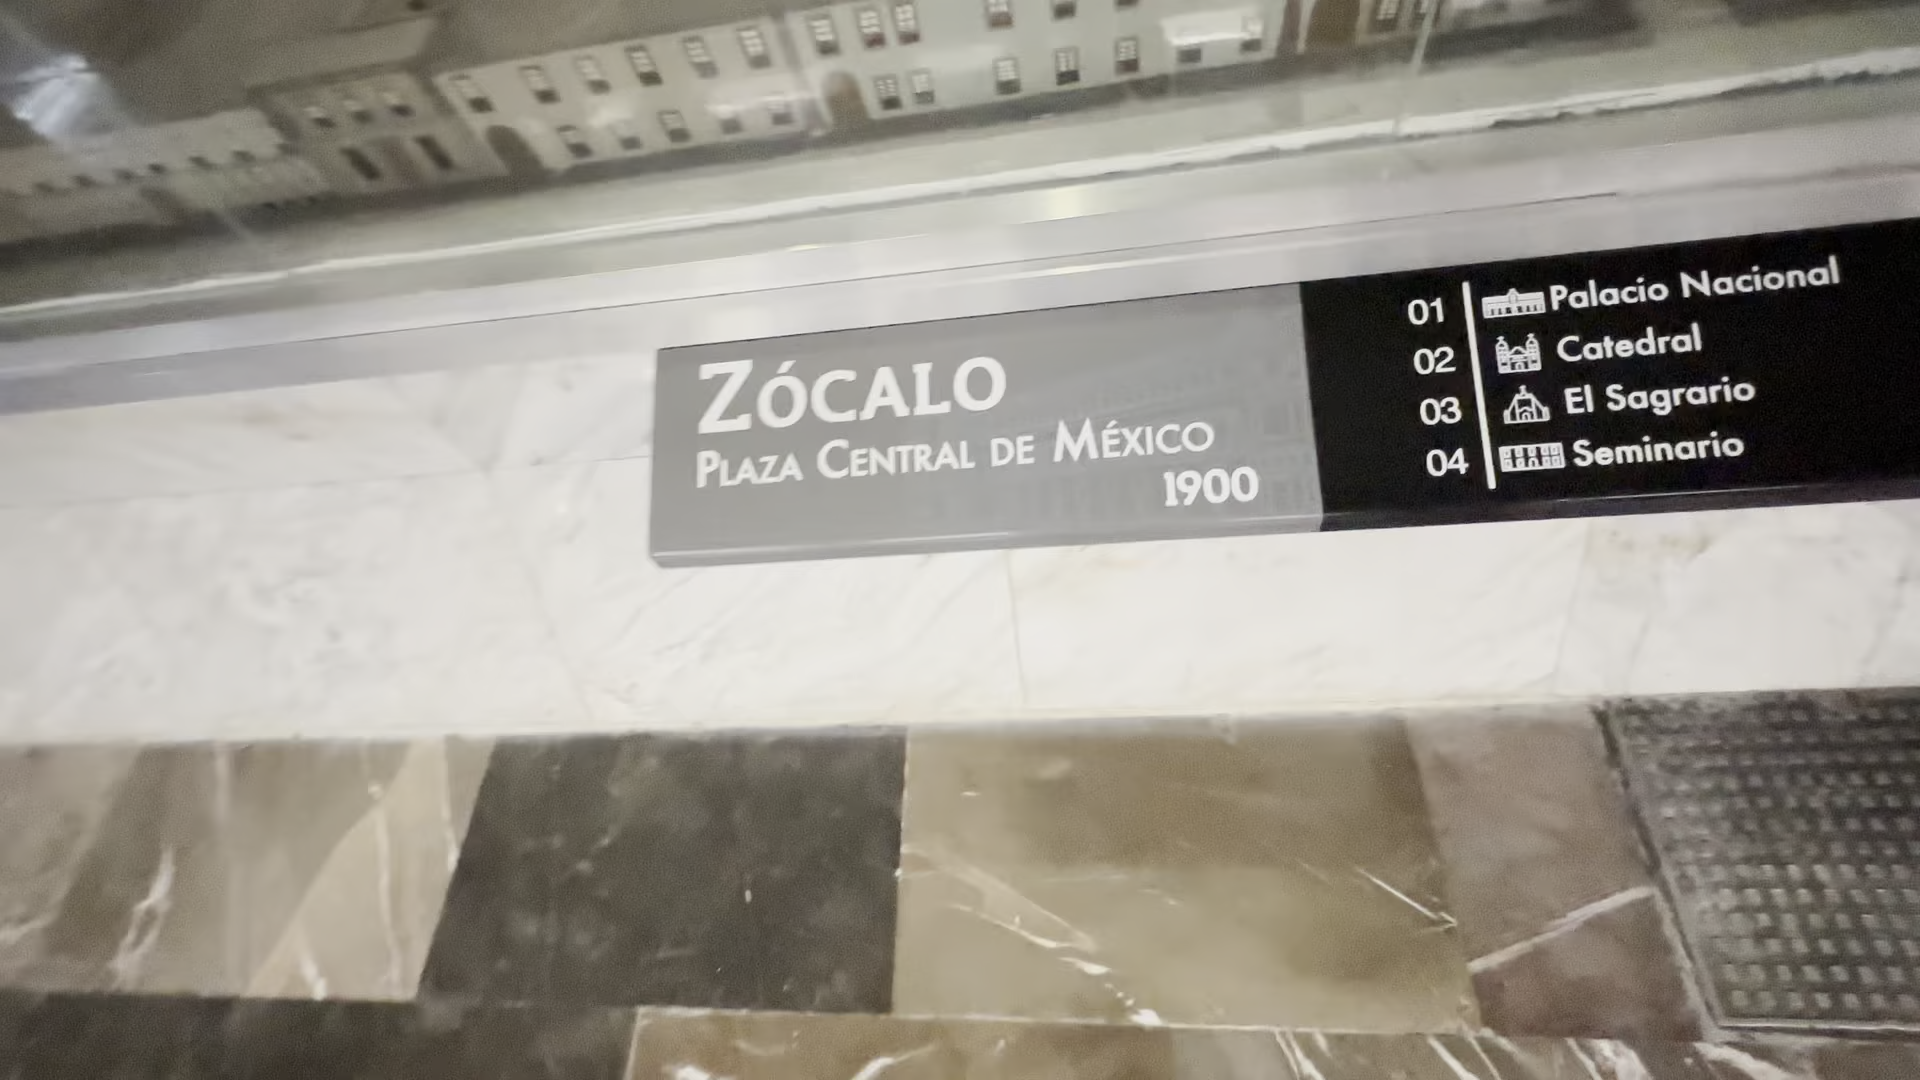 ZÓCALO
PLAZA CENTRAL DE MÉXICO
1900
01 Palacio Nacional
02 Catedral
03 El Sagrario
04 Seminario